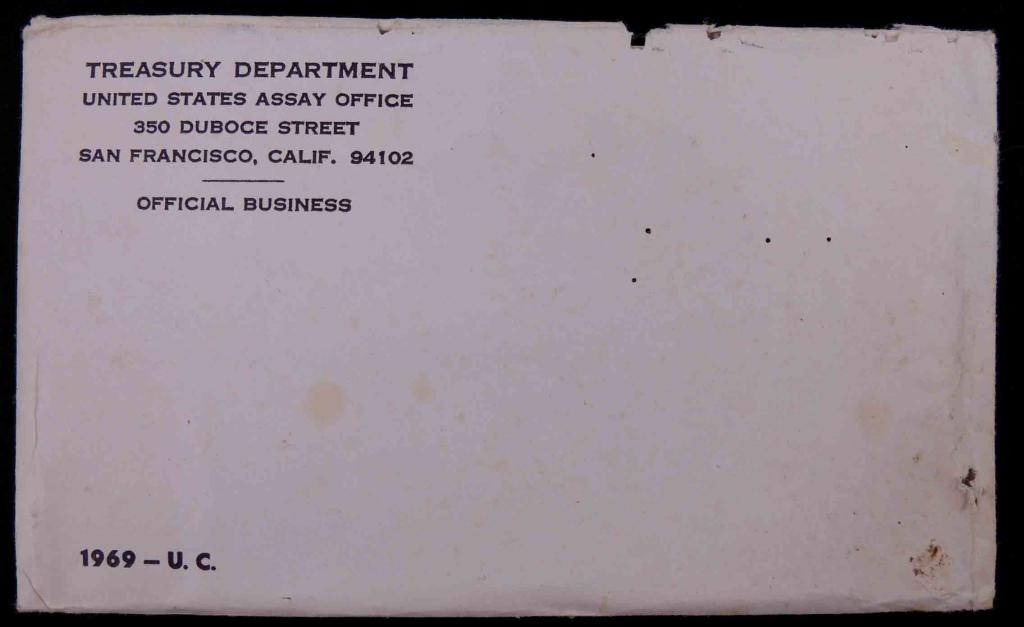 TREASURY DEPARTMENT
UNITED STATES ASSAY OFFICE
350 DUBOCE STREET
SAN FRANCISCO, CALIF. 94102
OFFICIAL BUSINESS
1969 – U. C.